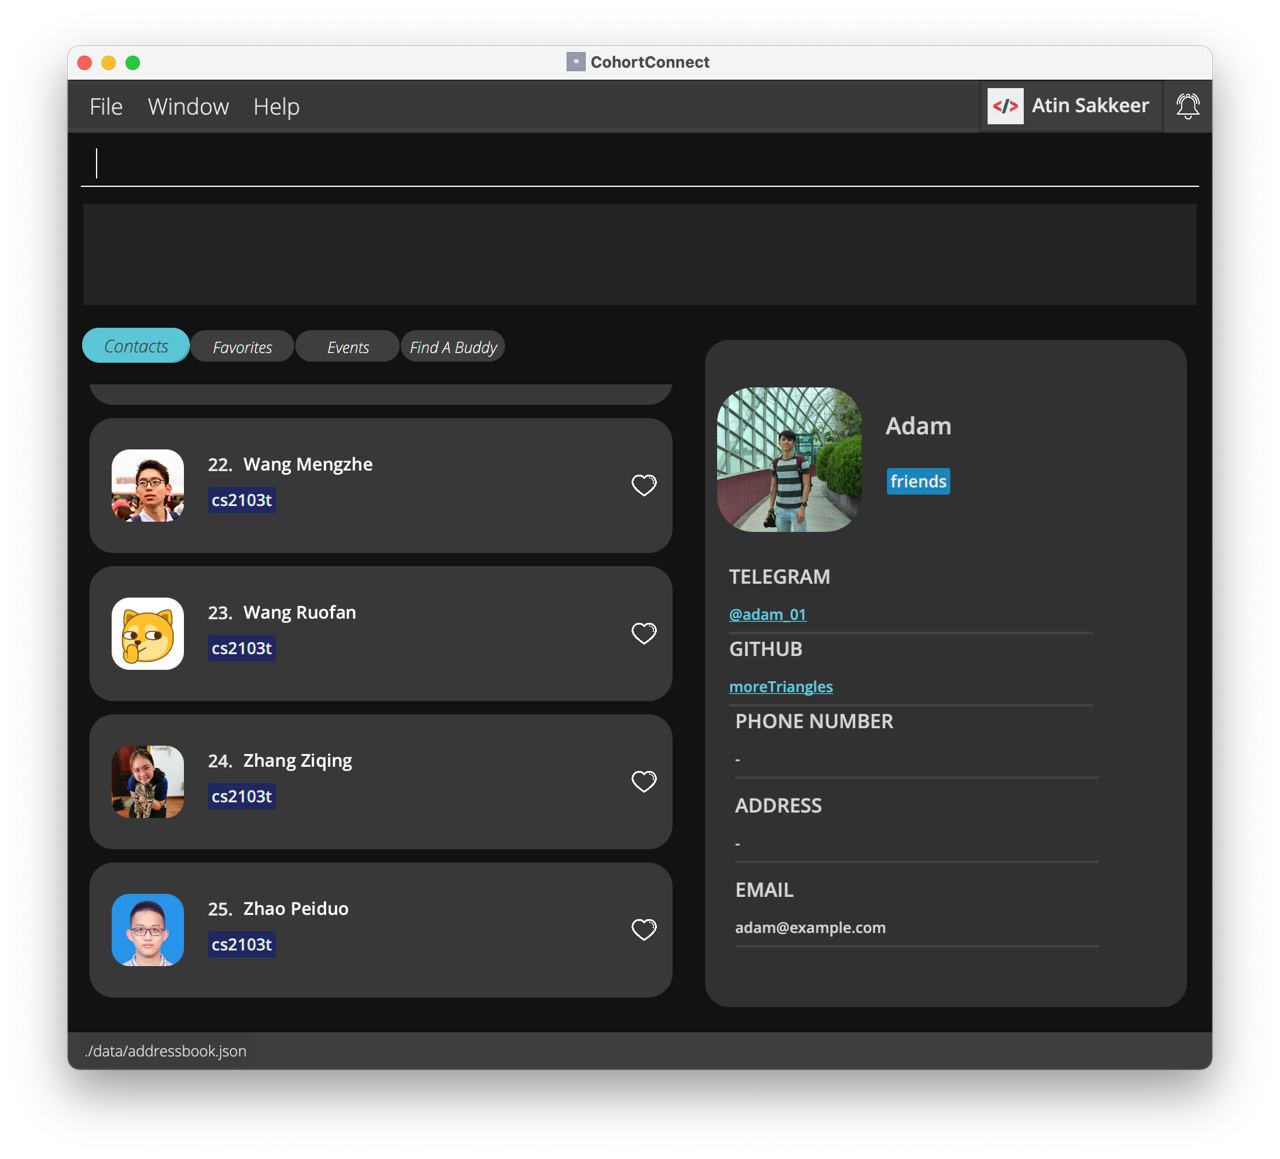 CohortConnect
File Window Help
</> Atin Sakkeer
Contacts Favorites Events Find A Buddy
22. Wang Mengzhe
cs2103t
23. Wang Ruofan
cs2103t
24. Zhang Ziqing
cs2103t
25. Zhao Peiduo
cs2103t
Adam
friends
TELEGRAM
@adam_01
GITHUB
moreTriangles
PHONE NUMBER
-
ADDRESS
-
EMAIL
adam@example.com
./data/addressbook.json